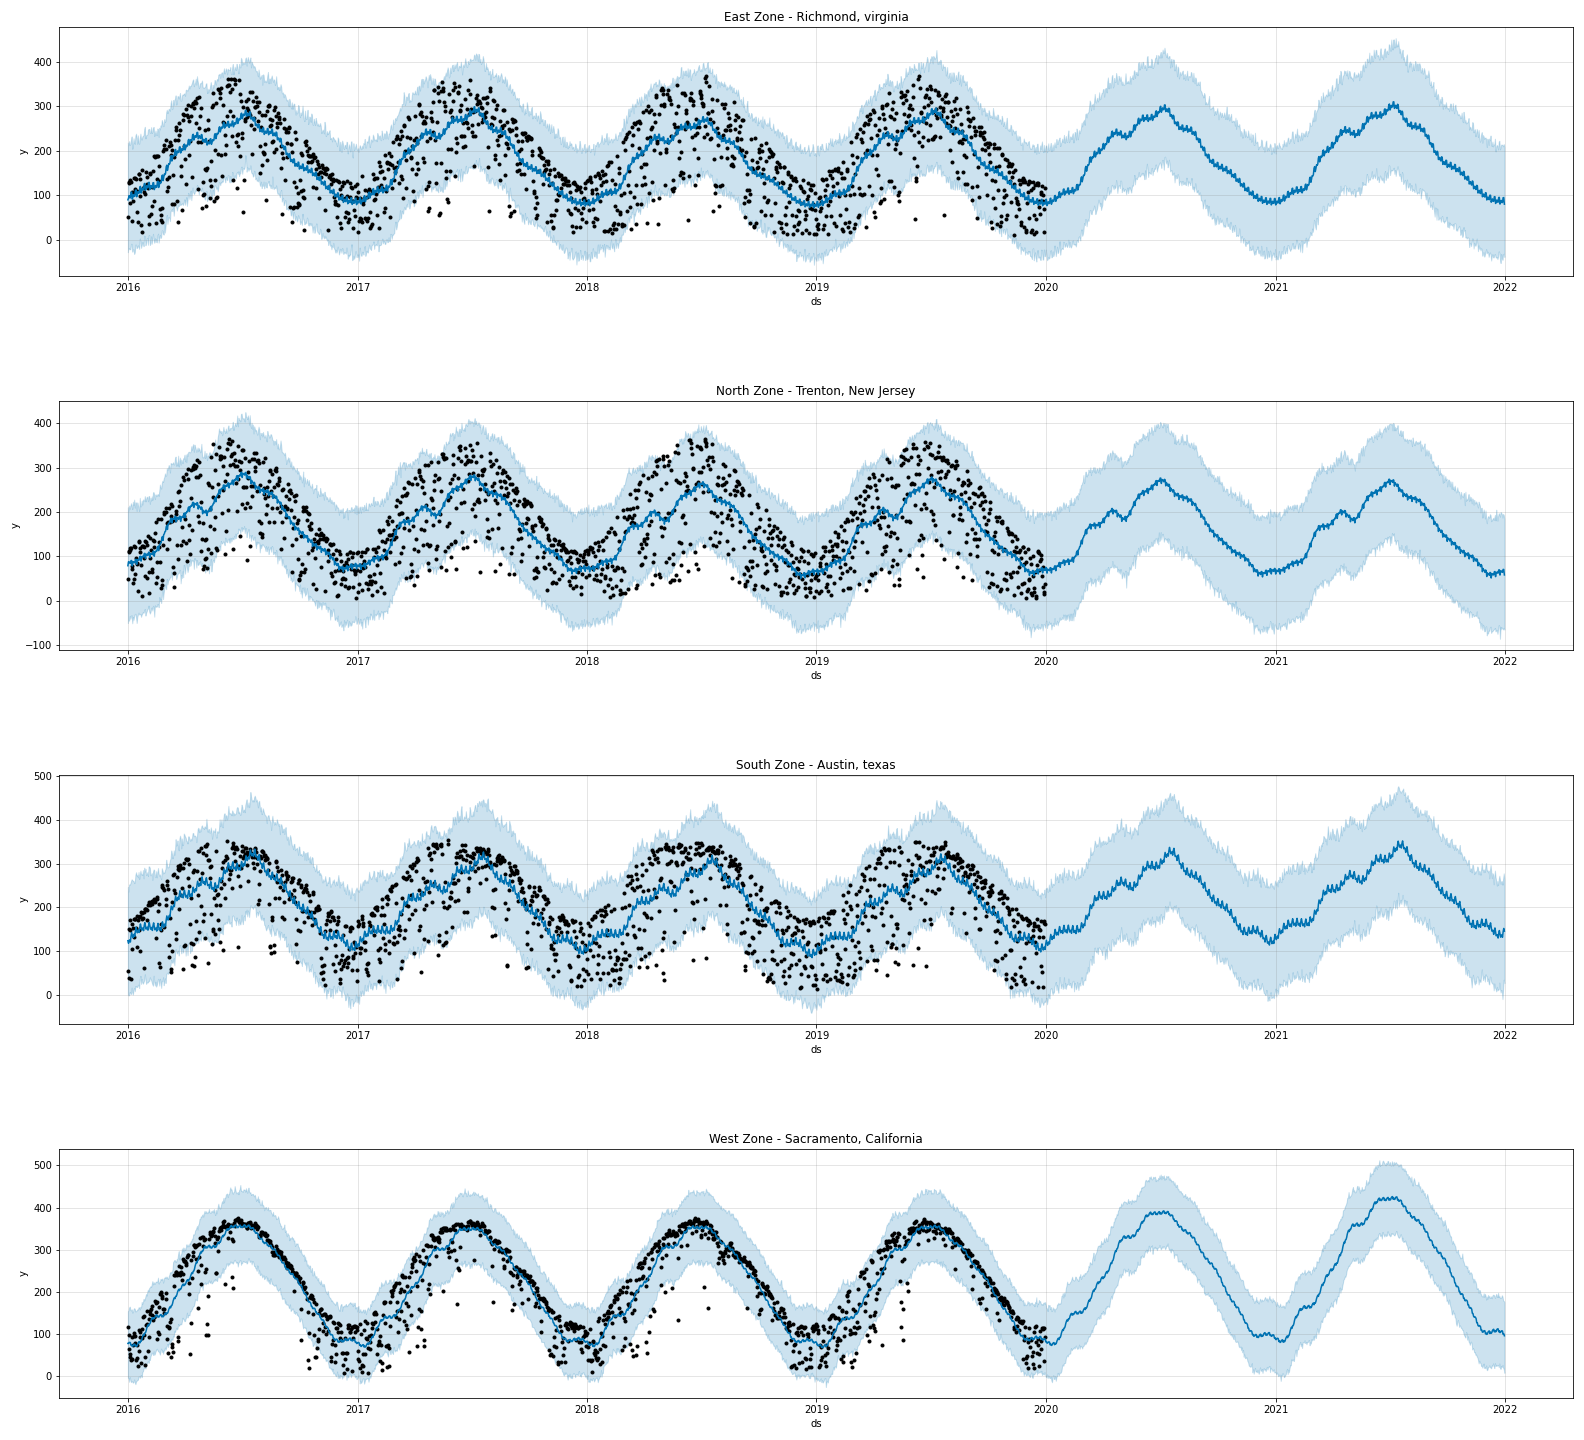 East Zone - Richmond, virginia
400
300
200
100
0
y
2016 2017 2018 2019 2020 2021 2022
ds
North Zone - Trenton, New Jersey
400
300
200
100
0
−100
y
2016 2017 2018 2019 2020 2021 2022
ds
South Zone - Austin, texas
500
400
300
200
100
0
y
2016 2017 2018 2019 2020 2021 2022
ds
West Zone - Sacramento, California
500
400
300
200
100
0
y
2016 2017 2018 2019 2020 2021 2022
ds